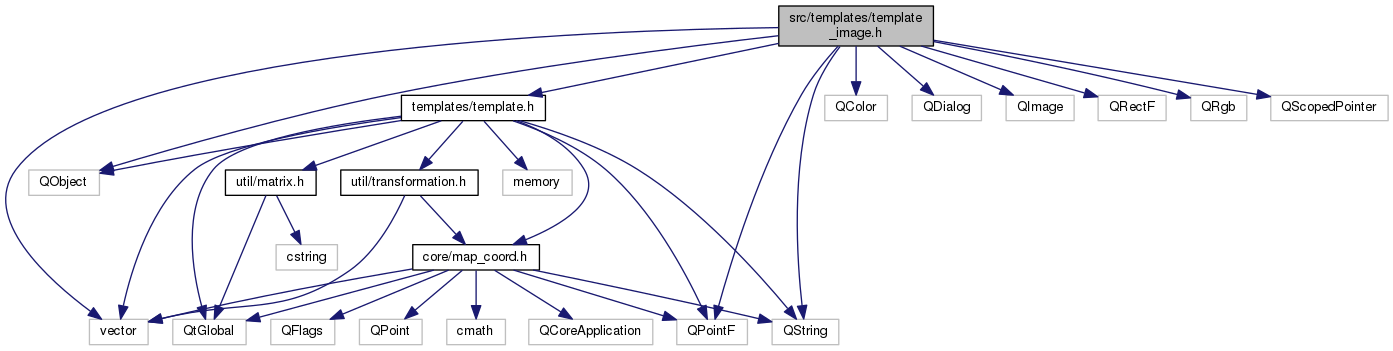 src/templates/template
_image.h
templates/template.h
QColor
QDialog
QImage
QRectF
QRgb
QScopedPointer
QObject
util/matrix.h
util/transformation.h
memory
cstring
core/map_coord.h
vector
QtGlobal
QFlags
QPoint
cmath
QCoreApplication
QPointF
QString